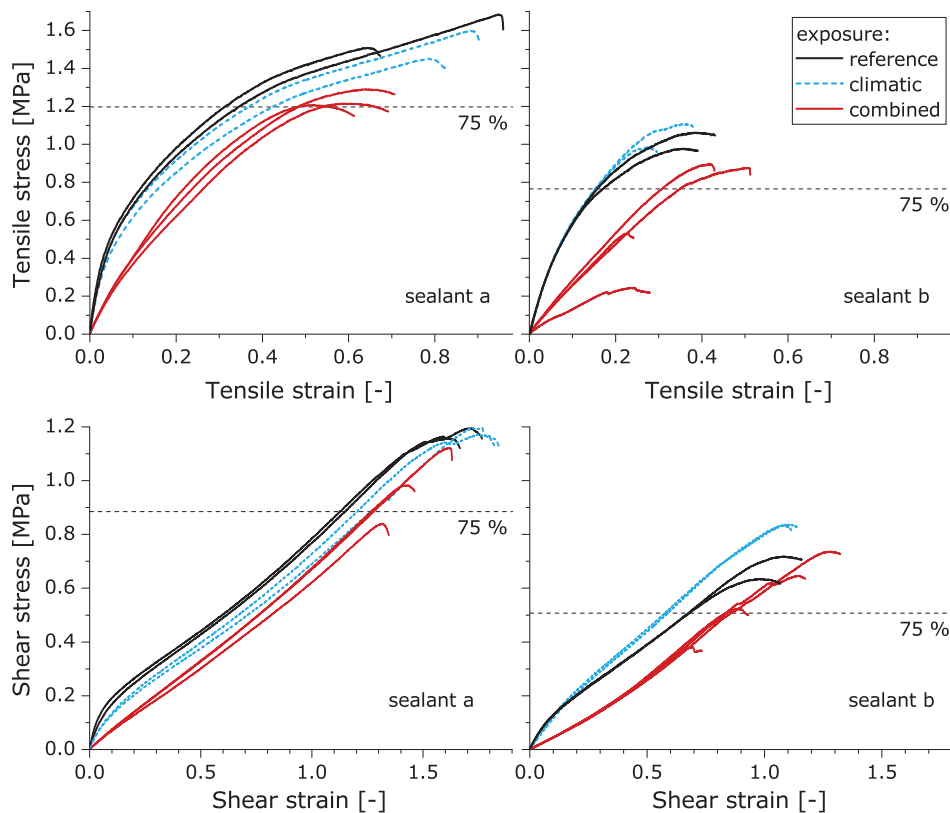 1.6
1.4
1.2
1.0
0.8
0.6
0.4
0.2
0.0
Tensile stress [MPa]
75 %
sealant a
0.0 0.2 0.4 0.6 0.8
Tensile strain [-]
exposure:
reference
climatic
combined
75 %
sealant b
0.0 0.2 0.4 0.6 0.8
Tensile strain [-]
1.2
1.0
0.8
0.6
0.4
0.2
0.0
Shear stress [MPa]
75 %
sealant a
0.0 0.5 1.0 1.5
Shear strain [-]
75 %
sealant b
0.0 0.5 1.0 1.5
Shear strain [-]